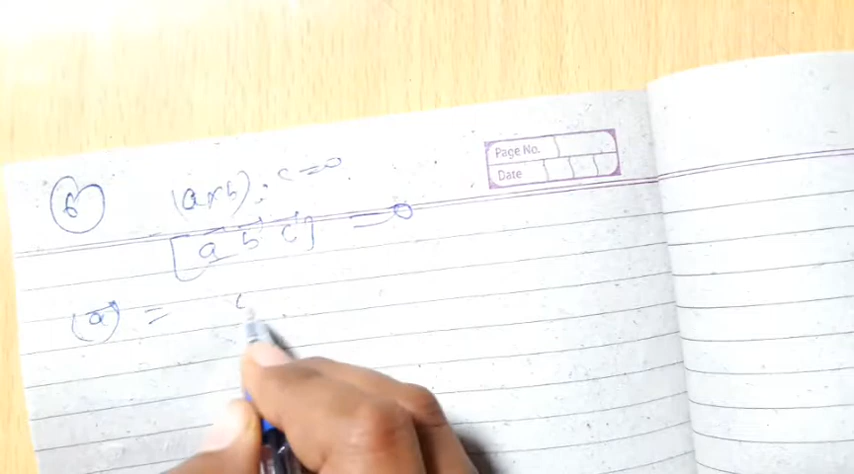 6 (a×b). c=0
Page No.
Date
[a b c] = 0
(a) =